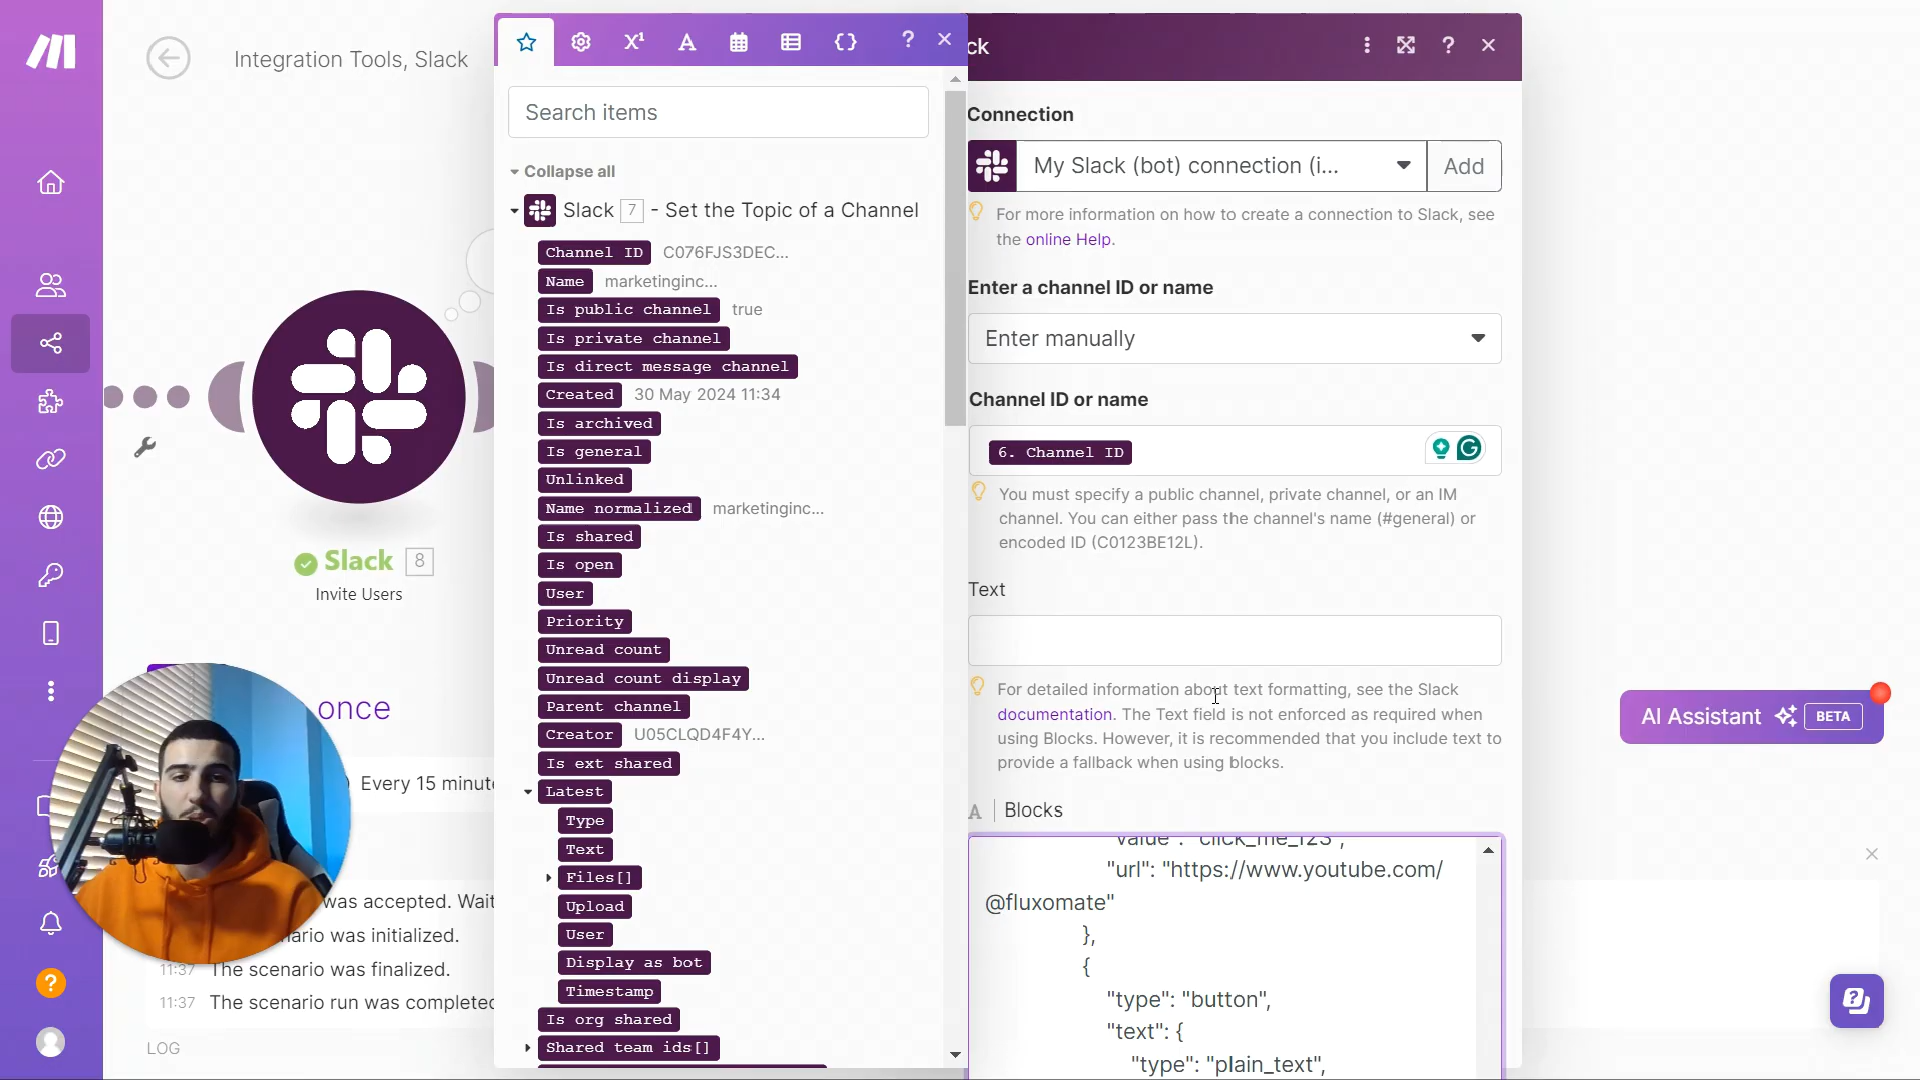 Integration Tools, Slack
Slack 8
Invite Users
once
Every 15 minute
was accepted. Wait
nario was initialized.
11:37 The scenario was finalized.
11:37 The scenario run was completed
LOG
Search items
Collapse all
Slack 7 - Set the Topic of a Channel
Channel ID C076FJS3DEC...
Name marketinginc...
Is public channel true
Is private channel
Is direct message channel
Created 30 May 2024 11:34
Is archived
Is general
Unlinked
Name normalized marketinginc...
Is shared
Is open
User
Priority
Unread count
Unread count display
Parent channel
Creator U05CLQD4F4Y...
Is ext shared
Latest
Type
Text
Files[]
Upload
User
Display as bot
Timestamp
Is org shared
Shared team ids[]
ck
Connection
My Slack (bot) connection (i... Add
For more information on how to create a connection to Slack, see
the online Help.
Enter a channel ID or name
Enter manually
Channel ID or name
6. Channel ID
You must specify a public channel, private channel, or an IM
channel. You can either pass the channel's name (#general) or
encoded ID (C0123BE12L).
Text
For detailed information about text formatting, see the Slack
documentation. The Text field is not enforced as required when
using Blocks. However, it is recommended that you include text to
provide a fallback when using blocks.
A Blocks
"value": "click_me_123",
"url": "https://www.youtube.com/
@fluxomate"
},
{
"type": "button",
"text": {
"type": "plain_text",
AI Assistant BETA